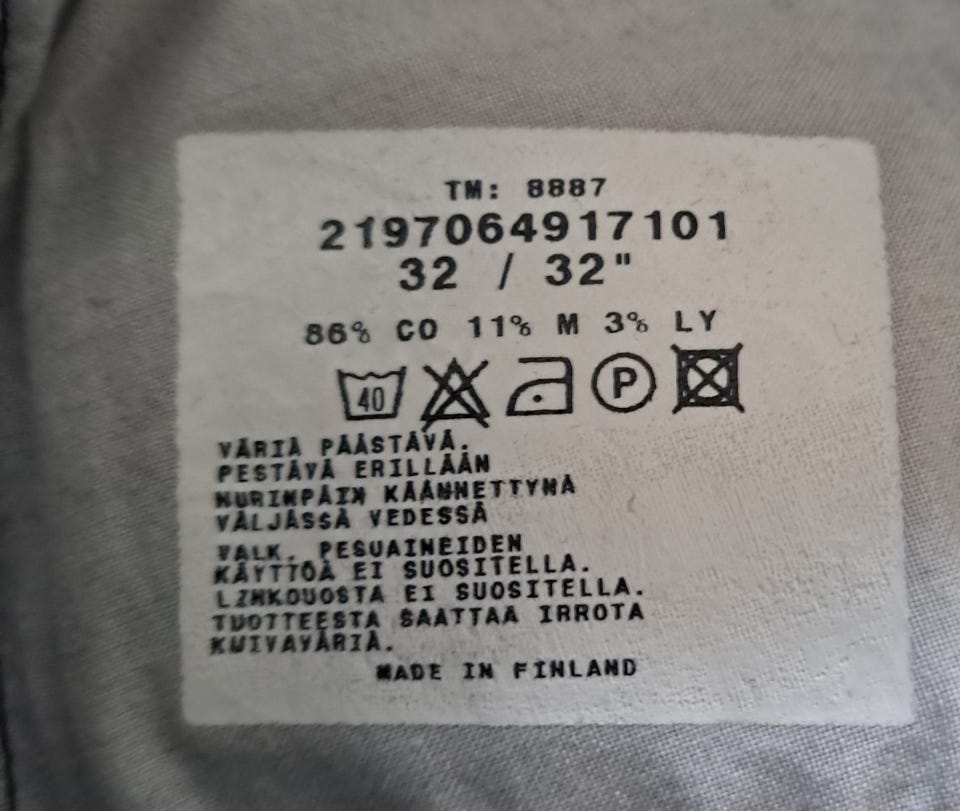 TM: 8887
2197064917101
32 / 32"
86% CO 11% M 3% LY
40 P
VÄRIÄ PÄÄSTÄVÄ.
PESTÄVÄ ERILLÄÄN
NURINPÄIN KÄÄNNETTYNÄ
VÄLJÄSSÄ VEDESSÄ
VALK. PESUAINEIDEN
KÄYTTÖÄ EI SUOSITELLA.
LINKOUOSTA EI SUOSITELLA.
TUOTTEESTA SAATTAA IRROTA
KUIVAVÄRIÄ.
MADE IN FINLAND